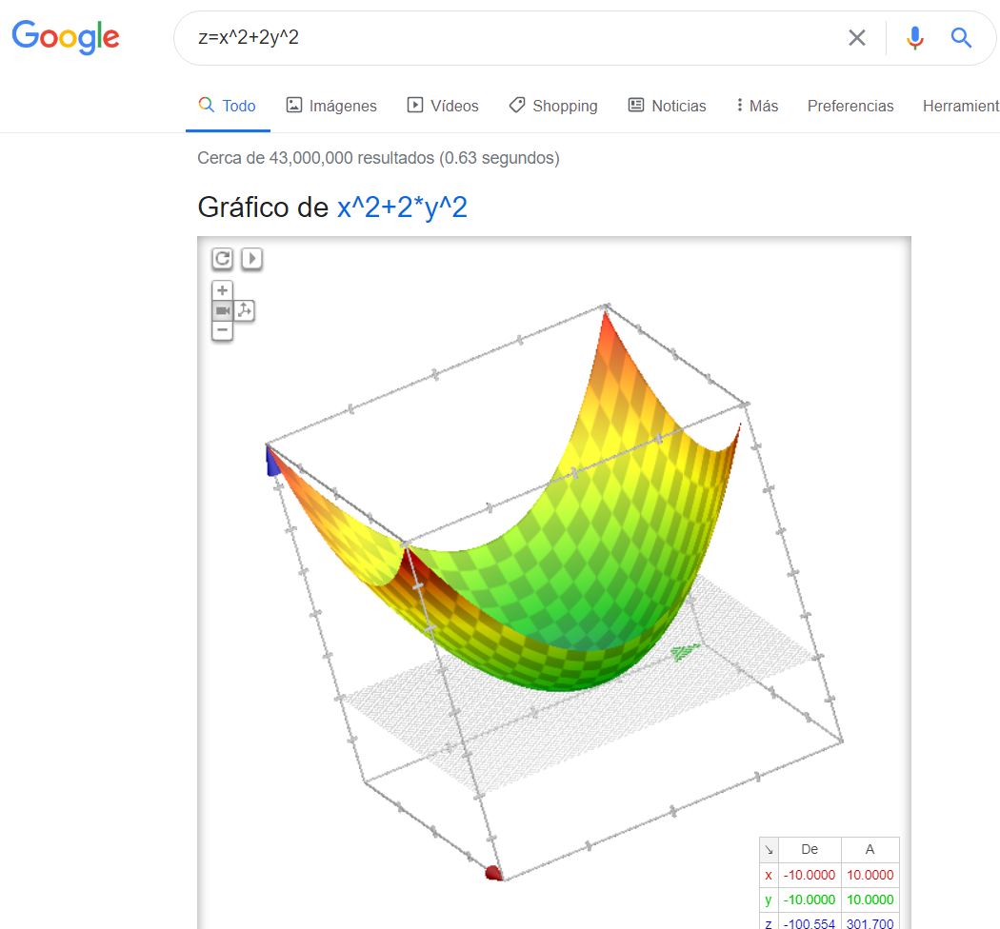 Google
z=x^2+2y^2
Todo Imágenes Vídeos Shopping Noticias Más Preferencias Herramient
Cerca de 43,000,000 resultados (0.63 segundos)
Gráfico de x^2+2*y^2
De A
x -10.0000 10.0000
y -10.0000 10.0000
z -100.554 301.700